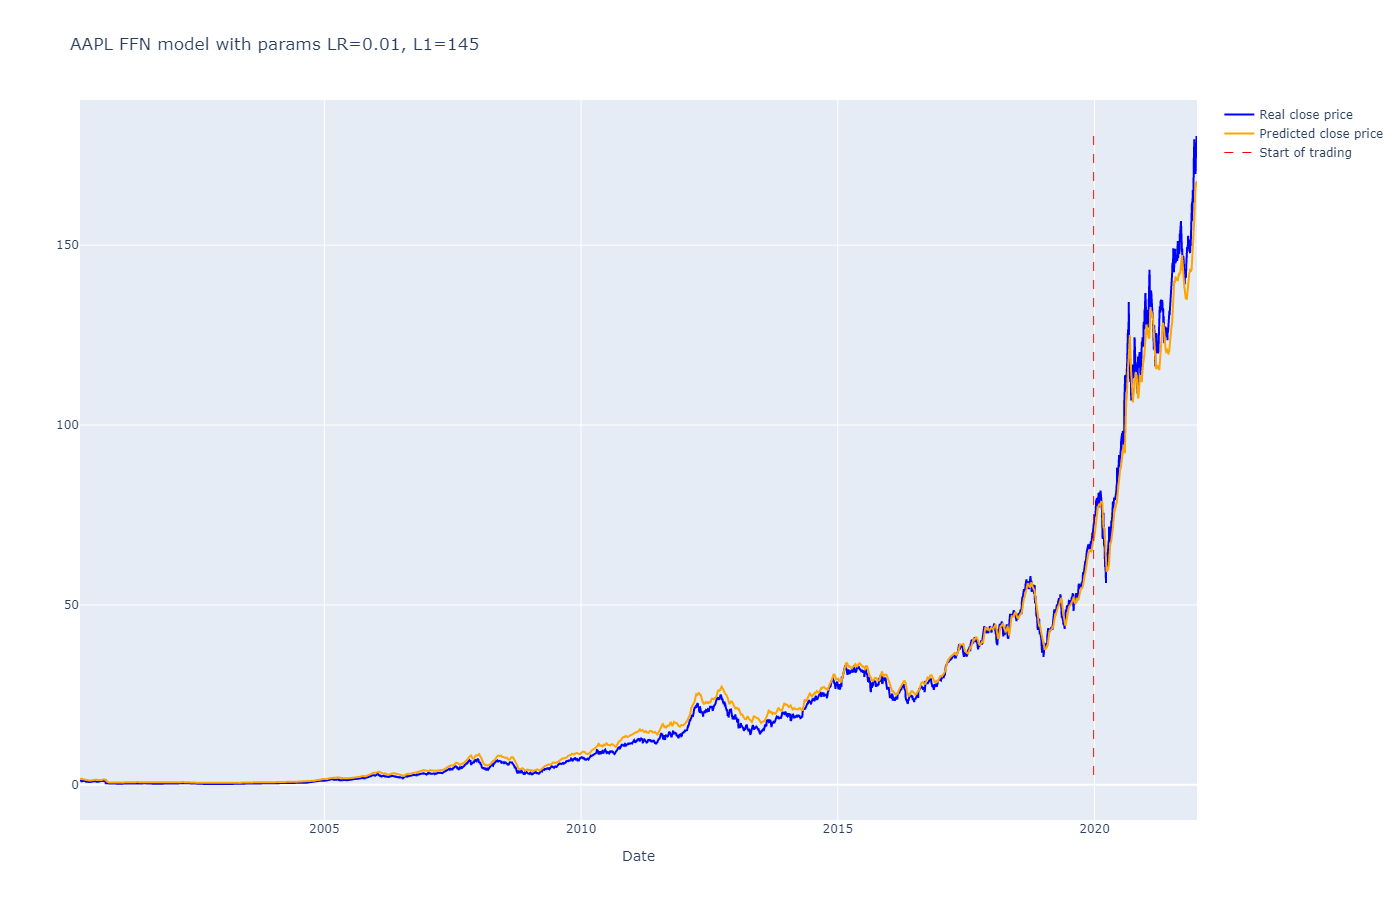 AAPL FFN model with params LR=0.01, L1=145
Real close price
Predicted close price
Start of trading
150
100
50
0
2005
2010
2015
2020
Date